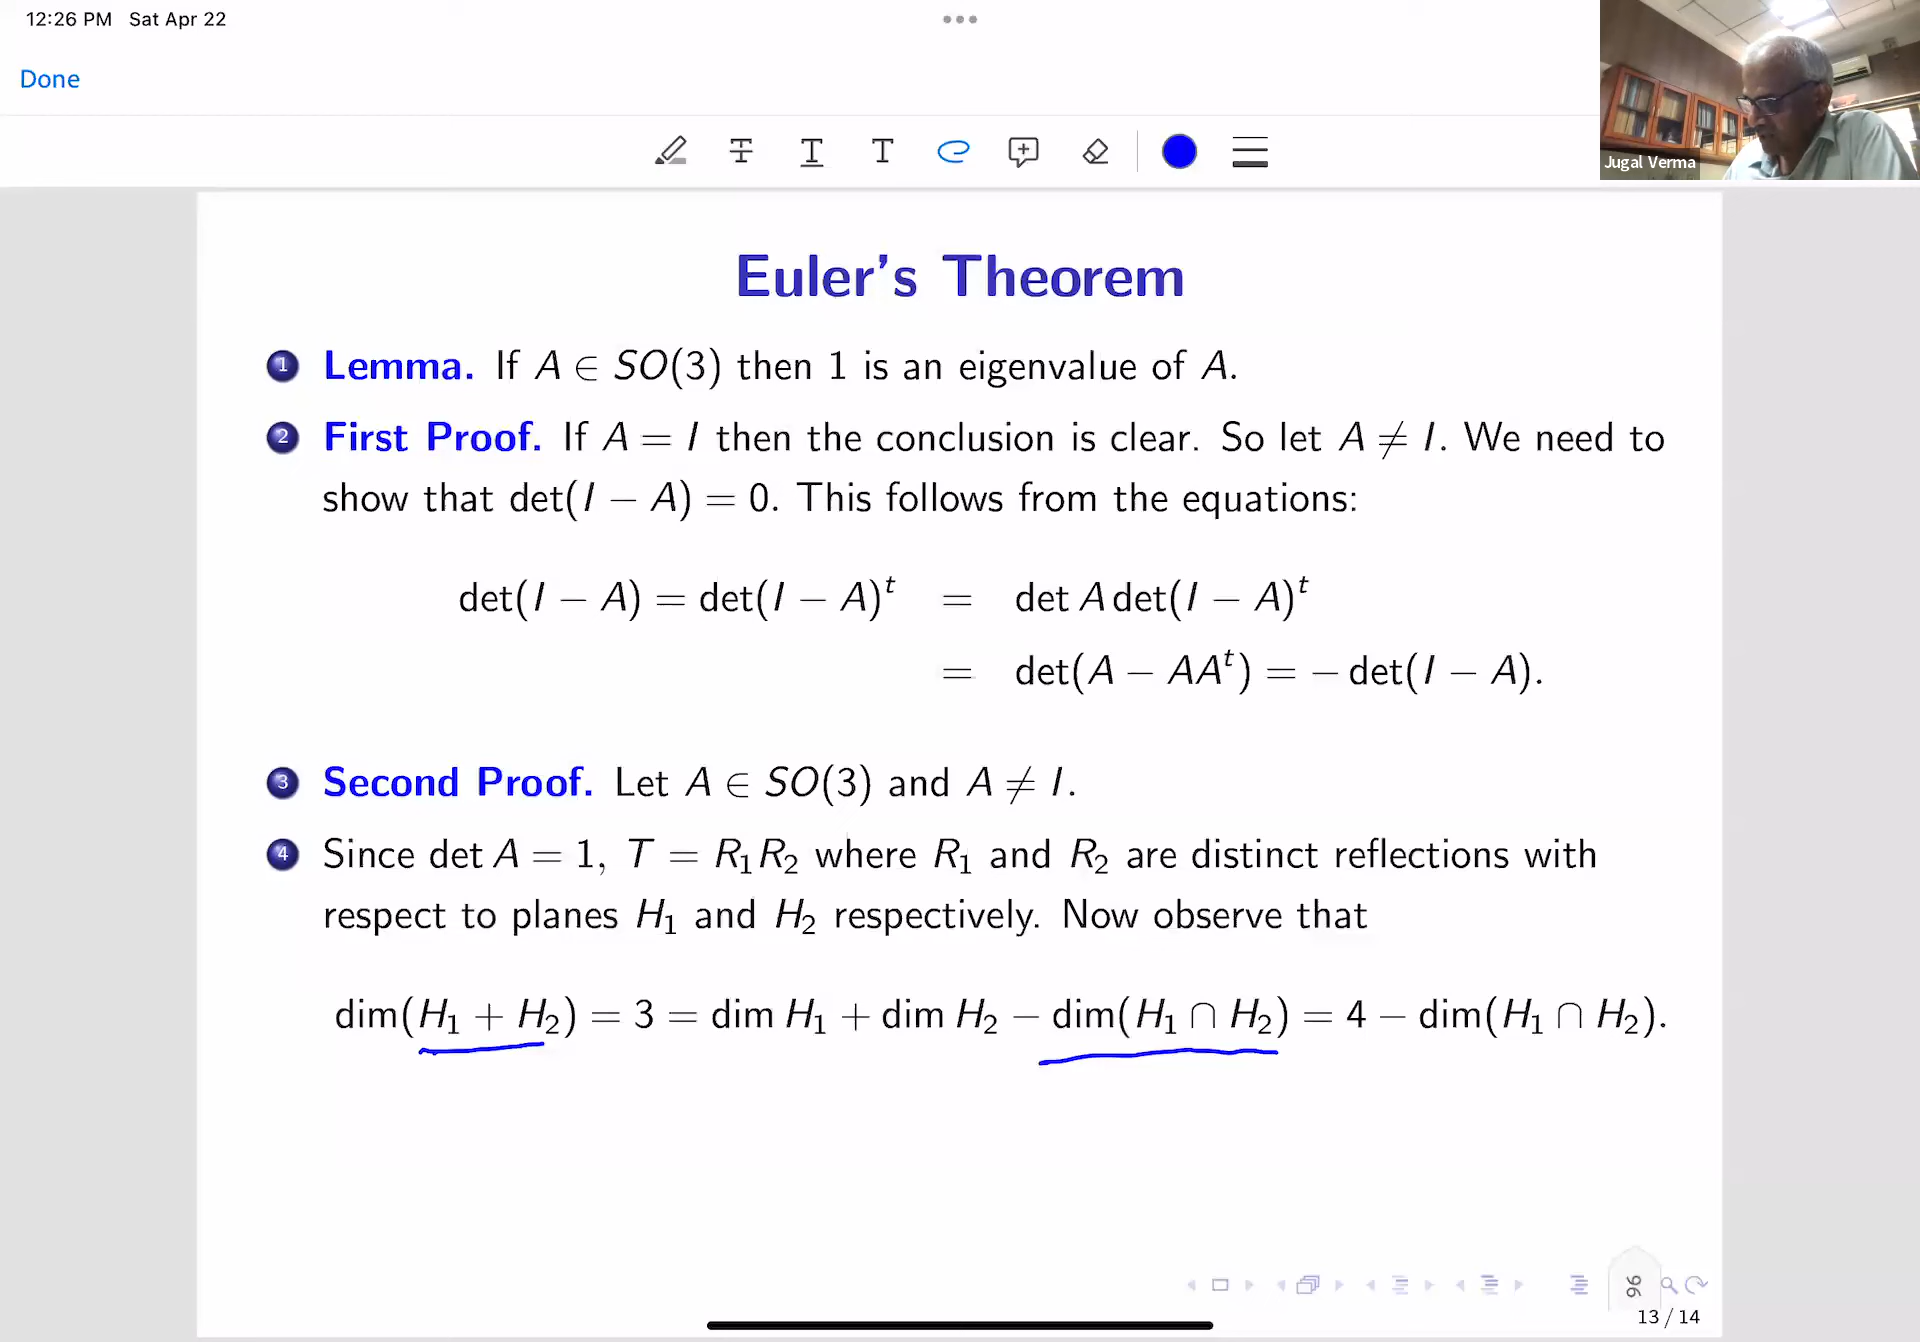 12:26 PM Sat Apr 22
Done
Jugal Verma
Euler's Theorem
1 Lemma. If A ∈ SO(3) then 1 is an eigenvalue of A.
2 First Proof. If A = I then the conclusion is clear. So let A ≠ I. We need to
show that det(I − A) = 0. This follows from the equations:
det(I − A) = det(I − A)ᵗ = det A det(I − A)ᵗ
= det(A − AAᵗ) = − det(I − A).
3 Second Proof. Let A ∈ SO(3) and A ≠ I.
4 Since det A = 1, T = R₁R₂ where R₁ and R₂ are distinct reflections with
respect to planes H₁ and H₂ respectively. Now observe that
dim(H₁ + H₂) = 3 = dim H₁ + dim H₂ − dim(H₁ ∩ H₂) = 4 − dim(H₁ ∩ H₂).
96
13 / 14